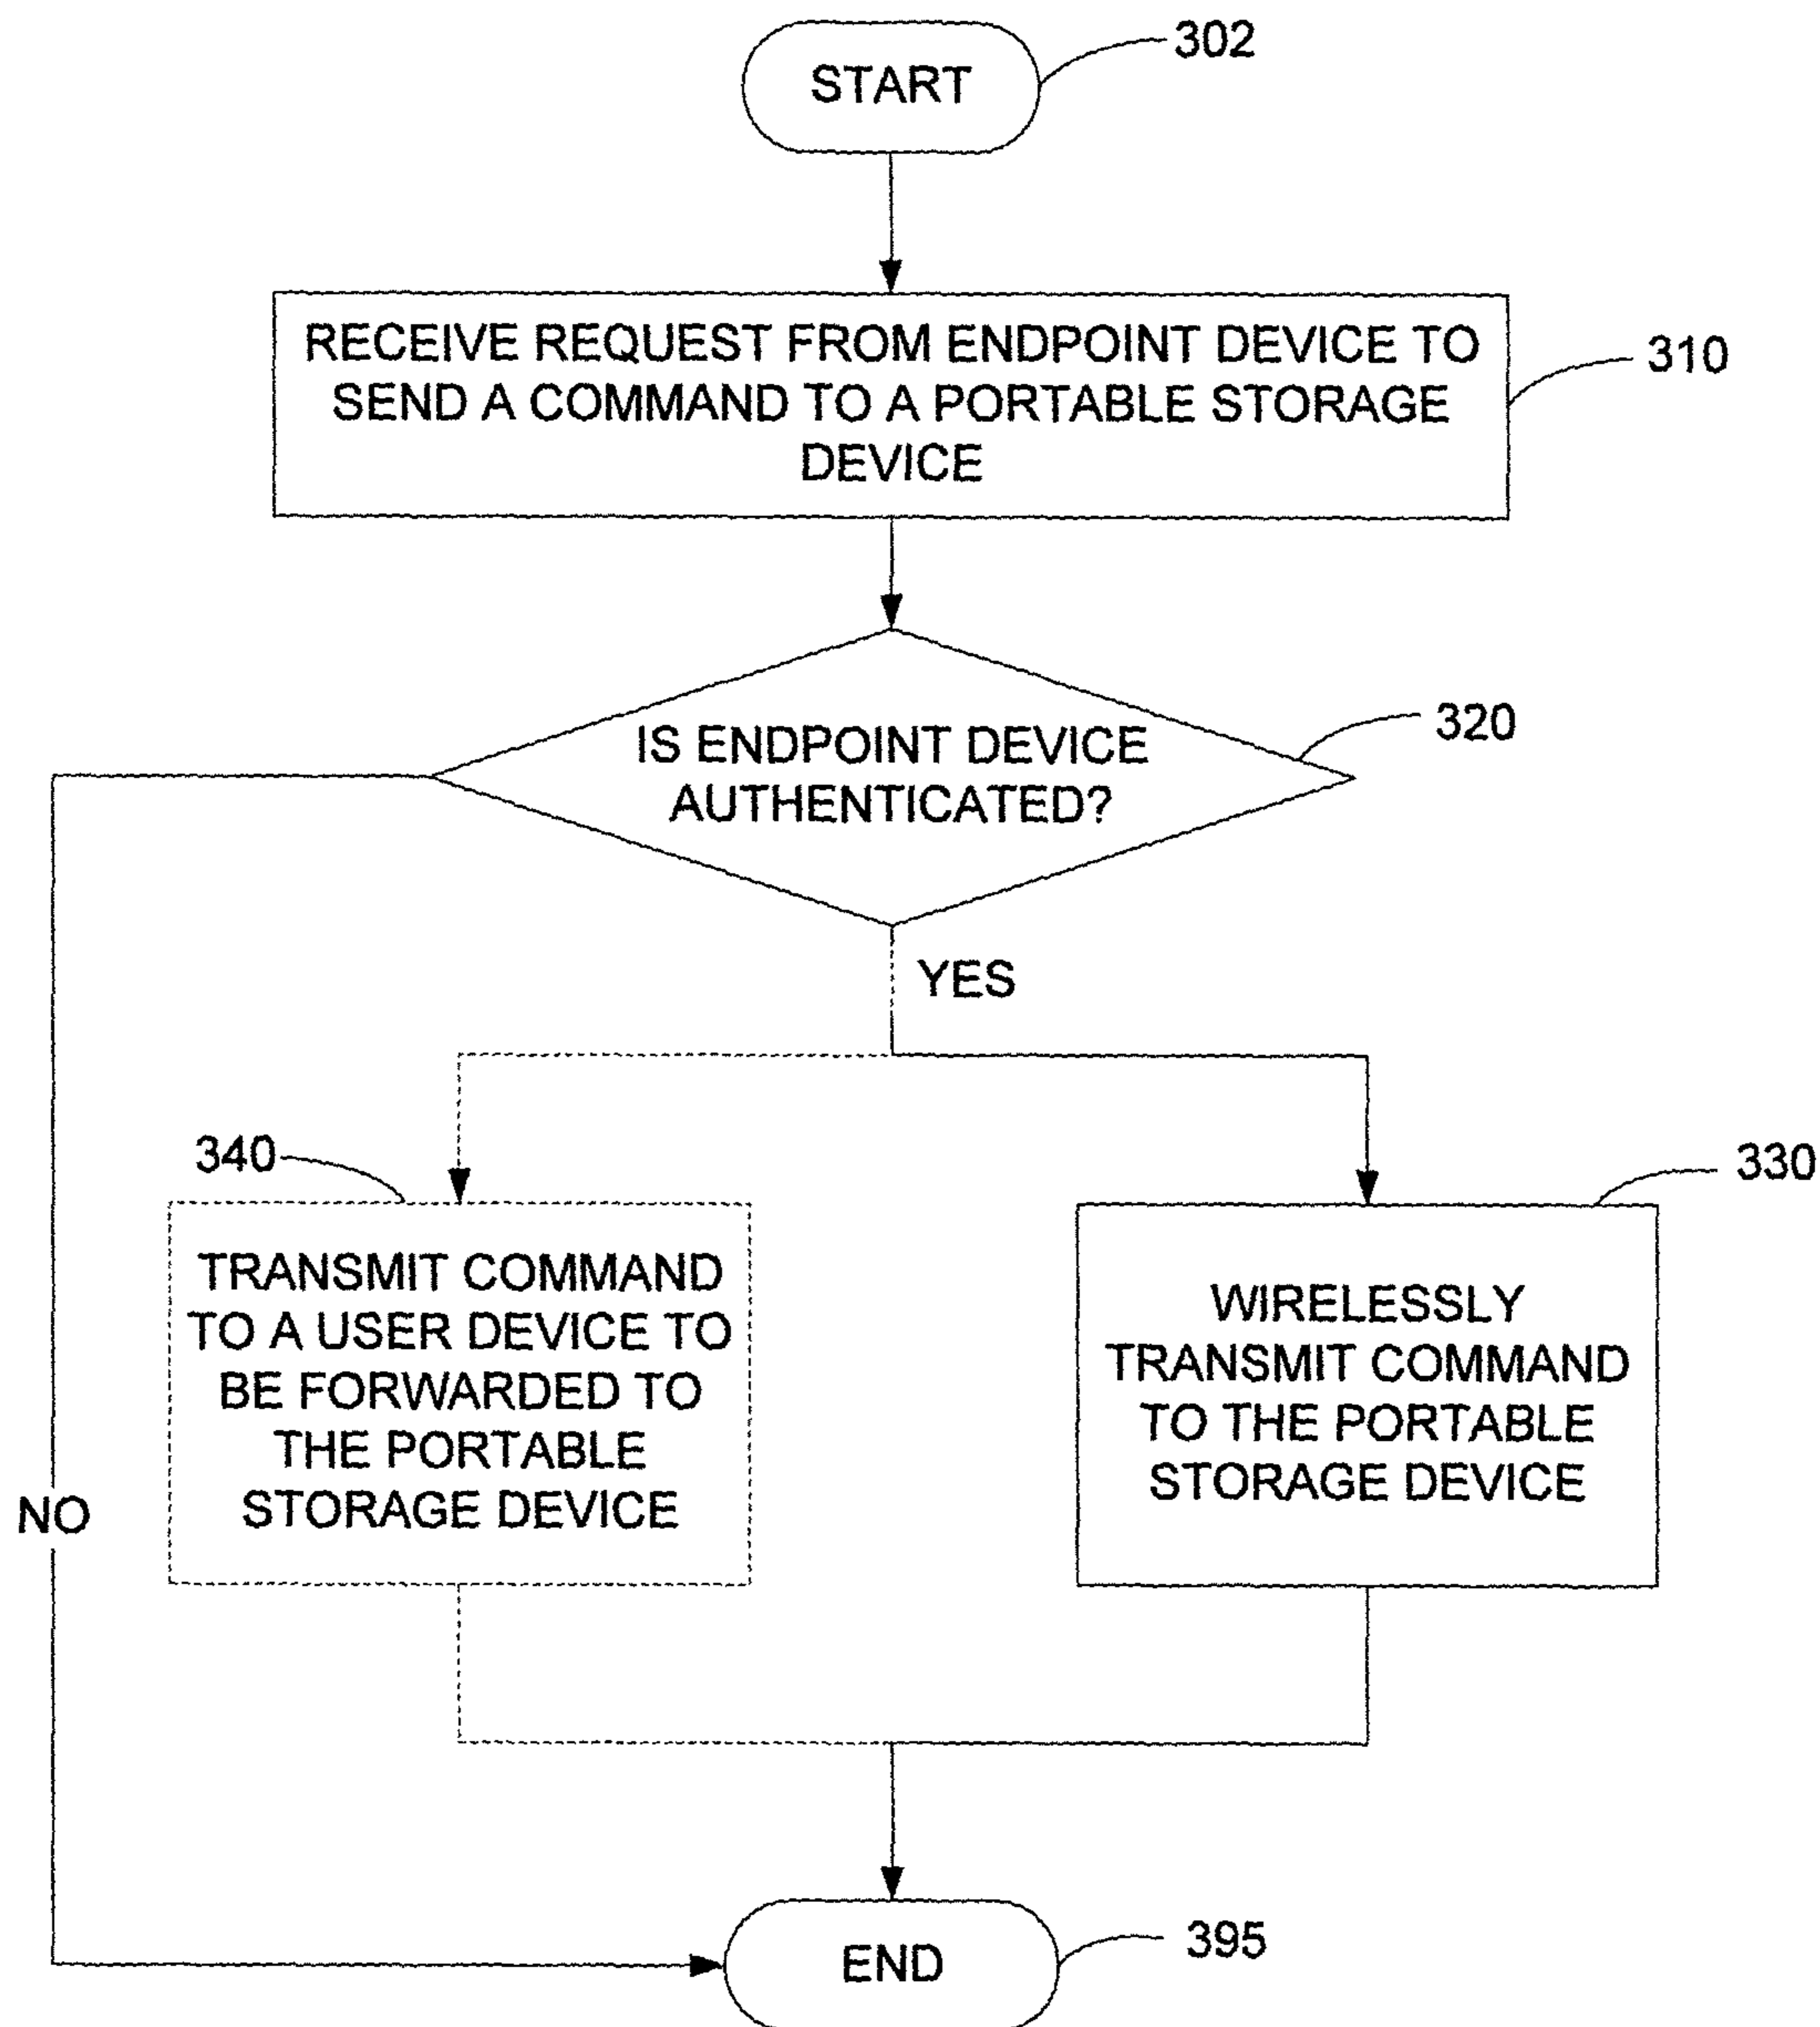 START
302
RECEIVE REQUEST FROM ENDPOINT DEVICE TO
SEND A COMMAND TO A PORTABLE STORAGE
DEVICE
310
IS ENDPOINT DEVICE
AUTHENTICATED?
320
YES
340
TRANSMIT COMMAND
TO A USER DEVICE TO
BE FORWARDED TO
THE PORTABLE
STORAGE DEVICE
330
WIRELESSLY
TRANSMIT COMMAND
TO THE PORTABLE
STORAGE DEVICE
NO
END
395